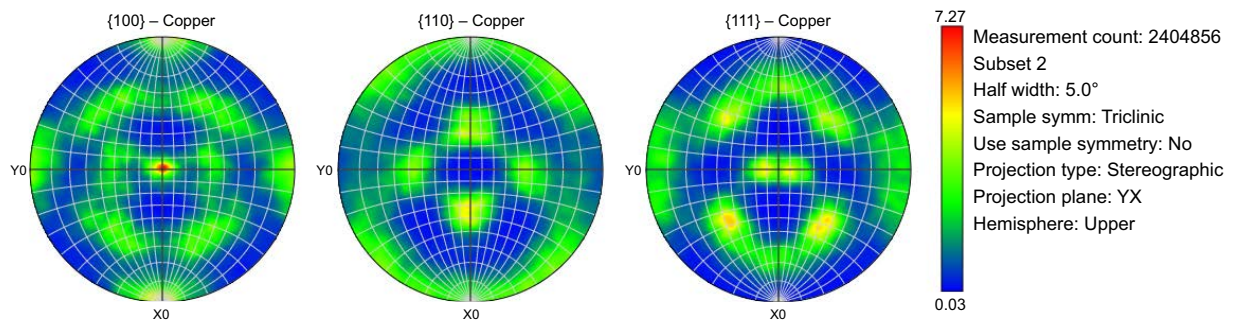 {100} – Copper
{110} – Copper
{111} – Copper
7.27
Measurement count: 2404856
Subset 2
Half width: 5.0°
Sample symm: Triclinic
Use sample symmetry: No
Projection type: Stereographic
Projection plane: YX
Hemisphere: Upper
Y0
Y0
Y0
0.03
X0
X0
X0